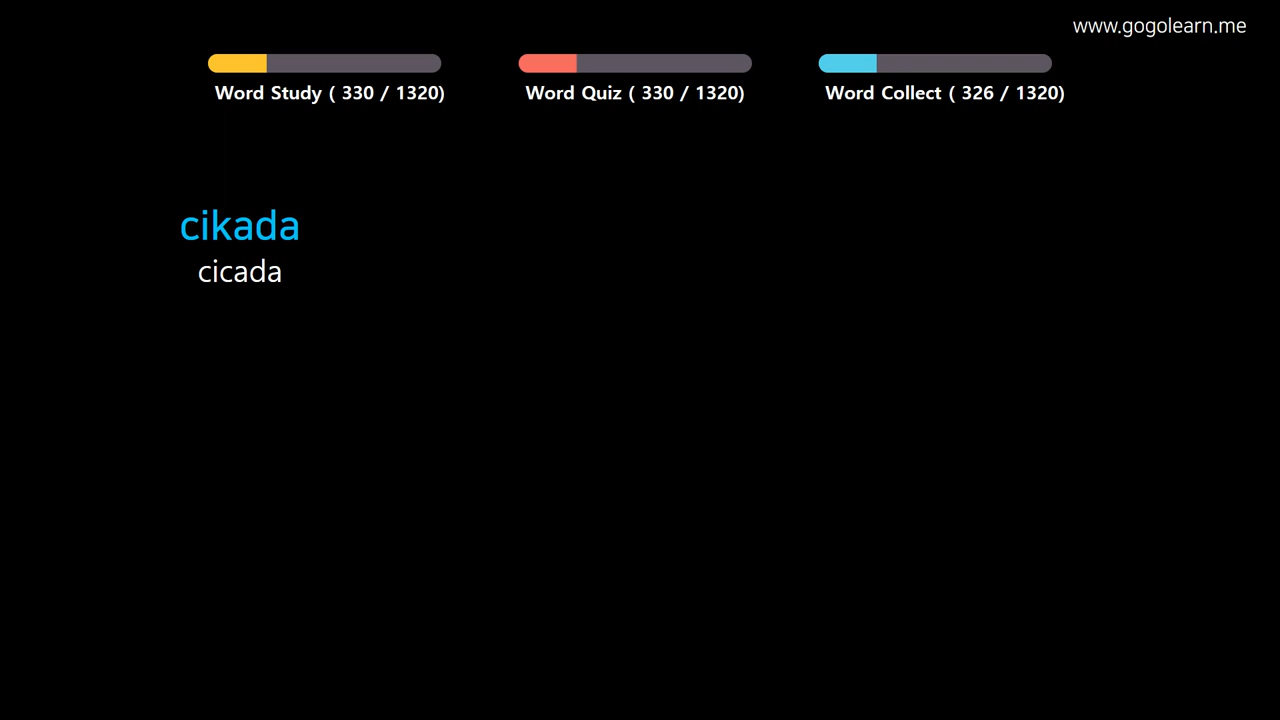 www.gogolearn.me
Word Study ( 330 / 1320)
Word Quiz ( 330 / 1320)
Word Collect ( 326 / 1320)
cikada
cicada